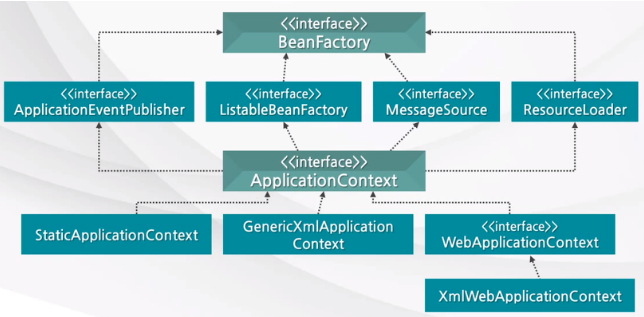 <<interface>>
BeanFactory
<<interface>>
ApplicationEventPublisher
<<interface>>
ListableBeanFactory
<<interface>>
MessageSource
<<interface>>
ResourceLoader
<<interface>>
ApplicationContext
StaticApplicationContext
GenericXmlApplication
Context
<<interface>>
WebApplicationContext
XmlWebApplicationContext